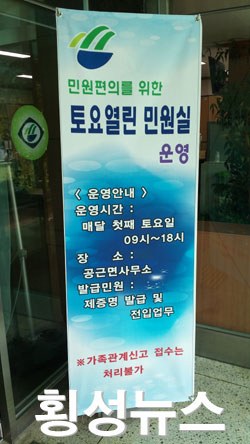 민원편의를 위한
토요열린 민원실
운영
< 운영안내 >
운영시간 :
매달 첫째 토요일
09시~18시
장 소 :
공근면사무소
발급민원 :
제증명 발급 및
전입업무
※가족관계신고 접수는
처리불가
횡성뉴스